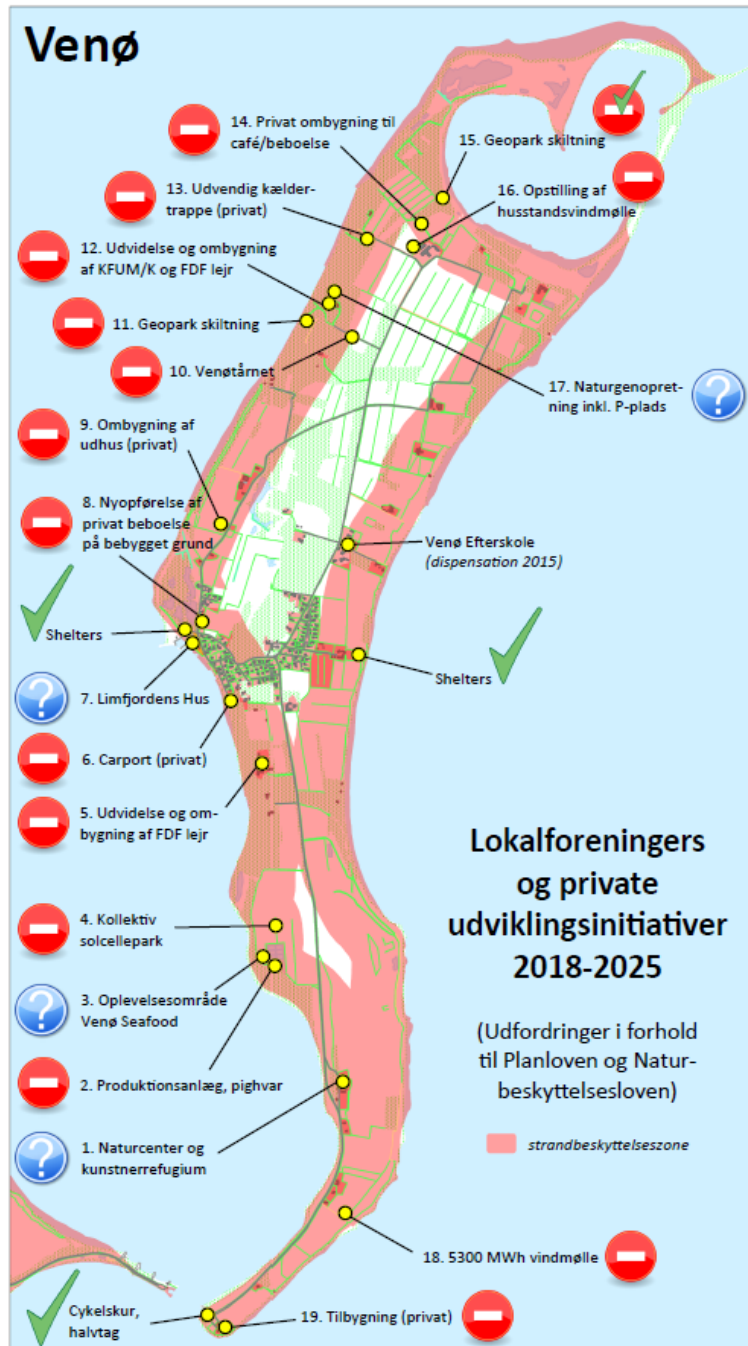 Venø
14. Privat ombygning til
café/beboelse
15. Geopark skiltning
13. Udvendig kælder-
trappe (privat)
16. Opstilling af
husstandsvindmølle
12. Udvidelse og ombygning
af KFUM/K og FDF lejr
11. Geopark skiltning
10. Venøtårnet
17. Naturgenopret-
ning inkl. P-plads
9. Ombygning af
udhus (privat)
8. Nyopførelse af
privat beboelse
på bebygget grund
Venø Efterskole
(dispensation 2015)
Shelters
Shelters
7. Limfjordens Hus
6. Carport (privat)
5. Udvidelse og om-
bygning af FDF lejr
Lokalforeningers
og private
udviklingsinitiativer
2018-2025
4. Kollektiv
solcellepark
3. Oplevelsesområde
Venø Seafood
(Udfordringer i forhold
til Planloven og Natur-
beskyttelsesloven)
2. Produktionsanlæg, pighvar
1. Naturcenter og
kunstnerrefugium
strandbeskyttelseszone
18. 5300 MWh vindmølle
Cykelskur,
halvtag
19. Tilbygning (privat)